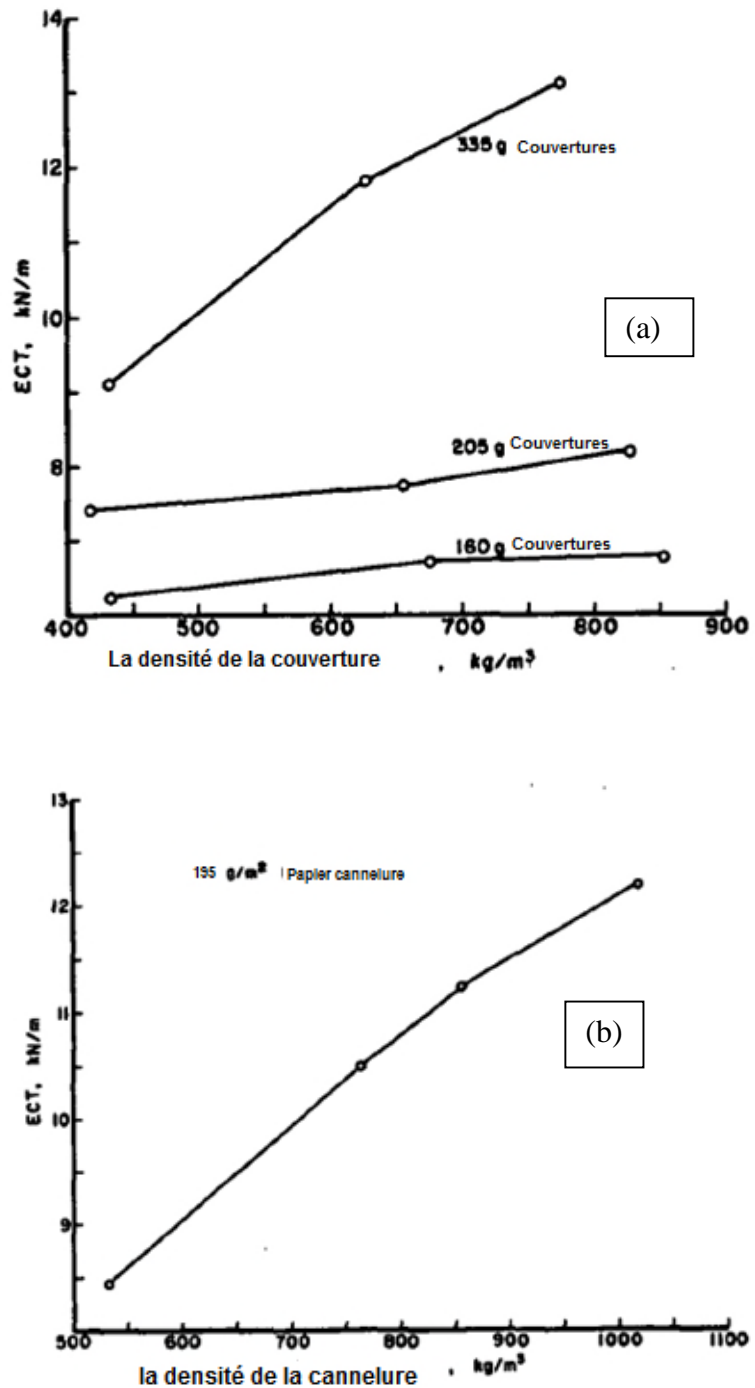 14
12
10
8
ECT, kN/m
335 g Couvertures
(a)
205 g Couvertures
160 g Couvertures
400 500 600 700 800 900
La densité de la couverture , kg/m³
13
12
11
10
9
ECT, kN/m
195 g/m² Papier cannelure
(b)
500 600 700 800 900 1000 1100
la densité de la cannelure , kg/m³